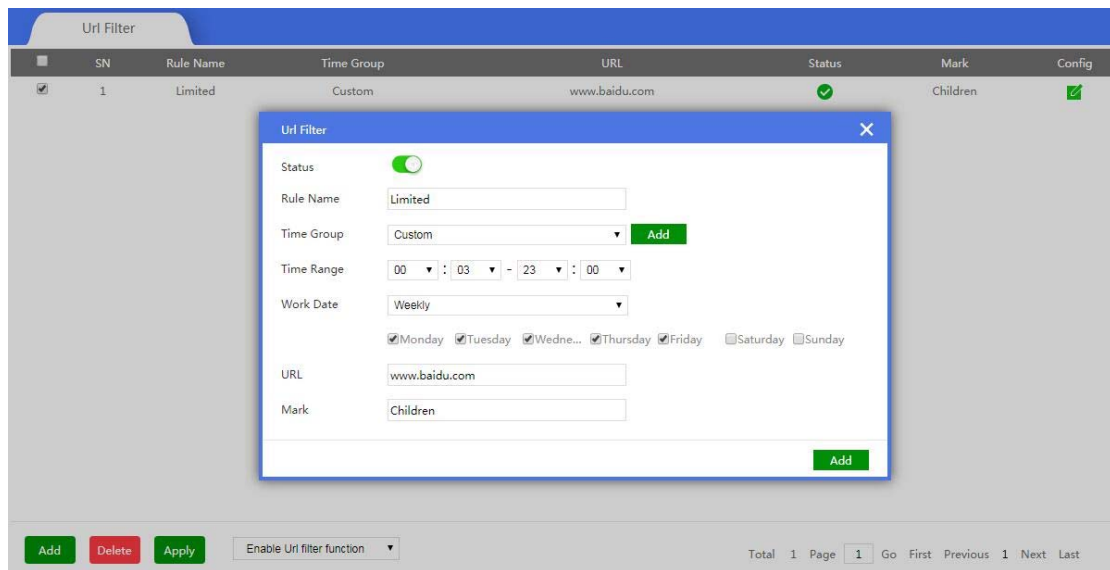 Url Filter
SN Rule Name Time Group URL Status Mark Config
1 Limited Custom www.baidu.com Children
Url Filter
Status
Rule Name Limited
Time Group Custom Add
Time Range 00 : 03 - 23 : 00
Work Date Weekly
Monday Tuesday Wedne... Thursday Friday Saturday Sunday
URL www.baidu.com
Mark Children
Add
Add Delete Apply Enable Url filter function Total 1 Page 1 Go First Previous 1 Next Last